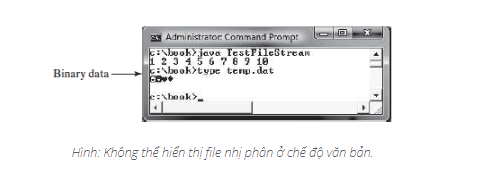 Administrator: Command Prompt
c:\book>java TestFileStream
1 2 3 4 5 6 7 8 9 10
Binary data
c:\book>type temp.dat
☺☻♥♦
c:\book>_
Hình: Không thể hiển thị file nhị phân ở chế độ văn bản.